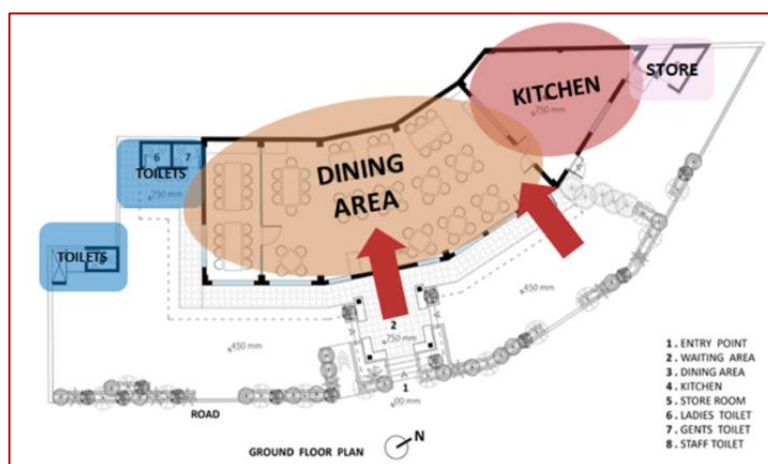 STORE
KITCHEN
750 mm
6 7
TOILETS
750 mm
DINING
AREA
TOILETS
450 mm
2
750 mm
450 mm
1
00 mm
ROAD
GROUND FLOOR PLAN
N
1. ENTRY POINT
2. WAITING AREA
3. DINING AREA
4. KITCHEN
5. STORE ROOM
6. LADIES TOILET
7. GENTS TOILET
8. STAFF TOILET